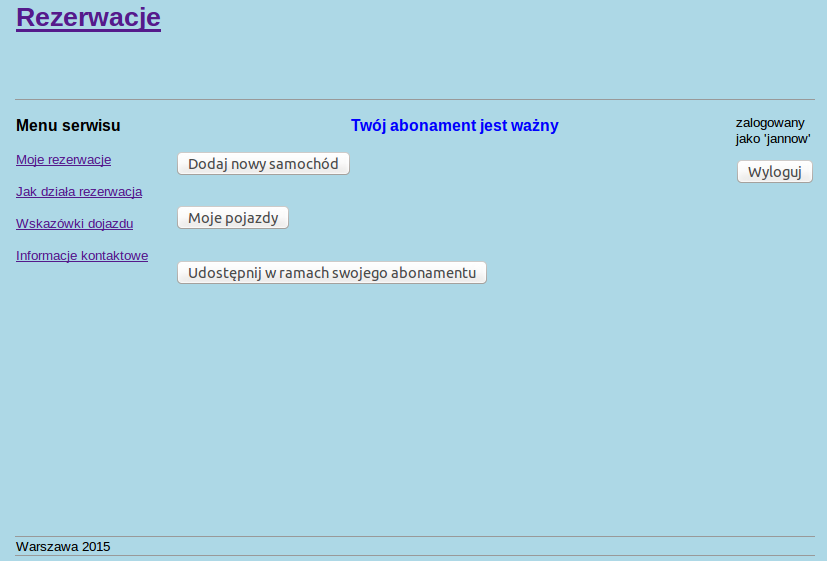 Rezerwacje
Menu serwisu
Moje rezerwacje
Jak działa rezerwacja
Wskazówki dojazdu
Informacje kontaktowe
Twój abonament jest ważny
Dodaj nowy samochód
Moje pojazdy
Udostępnij w ramach swojego abonamentu
zalogowany
jako 'jannow'
Wyloguj
Warszawa 2015